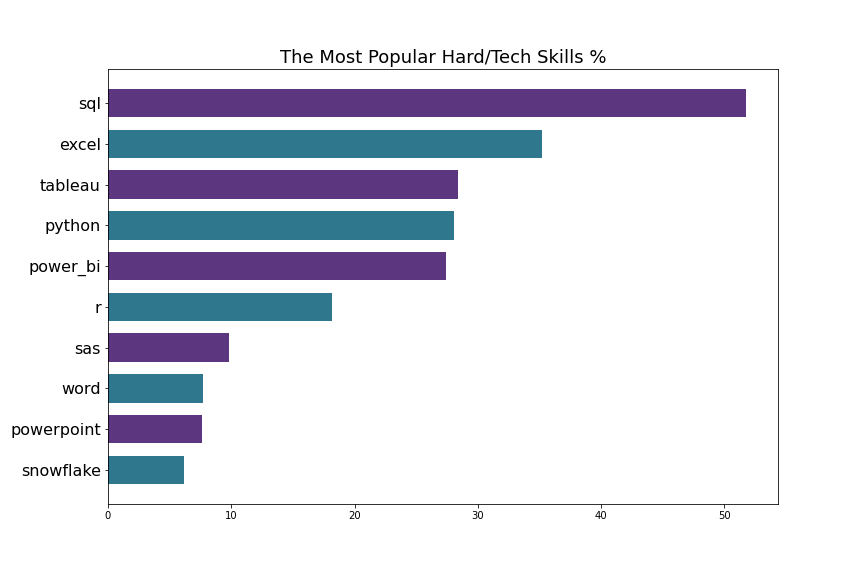 The Most Popular Hard/Tech Skills %
sql
excel
tableau
python
power_bi
r
sas
word
powerpoint
snowflake
0 10 20 30 40 50